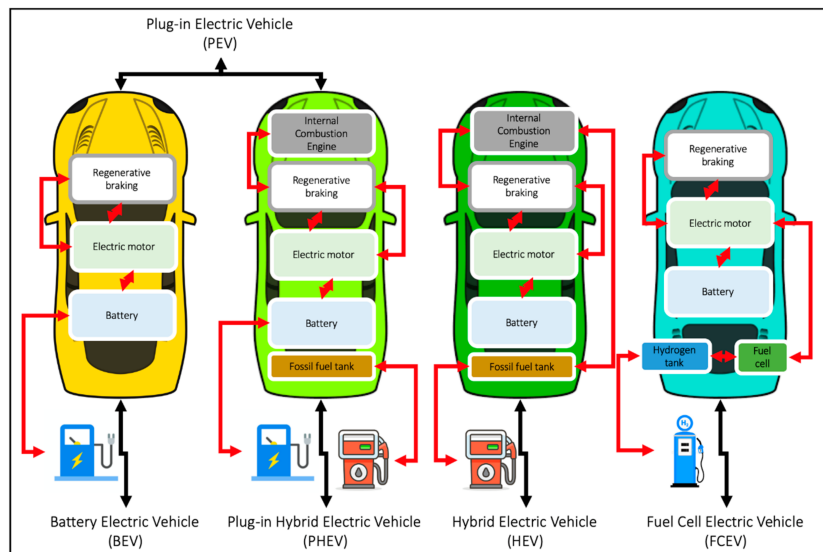 Plug-in Electric Vehicle
(PEV)
Regenerative
braking
Electric motor
Battery
Battery Electric Vehicle
(BEV)
Internal
Combustion
Engine
Regenerative
braking
Electric motor
Battery
Fossil fuel tank
Plug-in Hybrid Electric Vehicle
(PHEV)
Internal
Combustion
Engine
Regenerative
braking
Electric motor
Battery
Fossil fuel tank
Hybrid Electric Vehicle
(HEV)
Regenerative
braking
Electric motor
Battery
Hydrogen
tank
Fuel
cell
H₂
Fuel Cell Electric Vehicle
(FCEV)